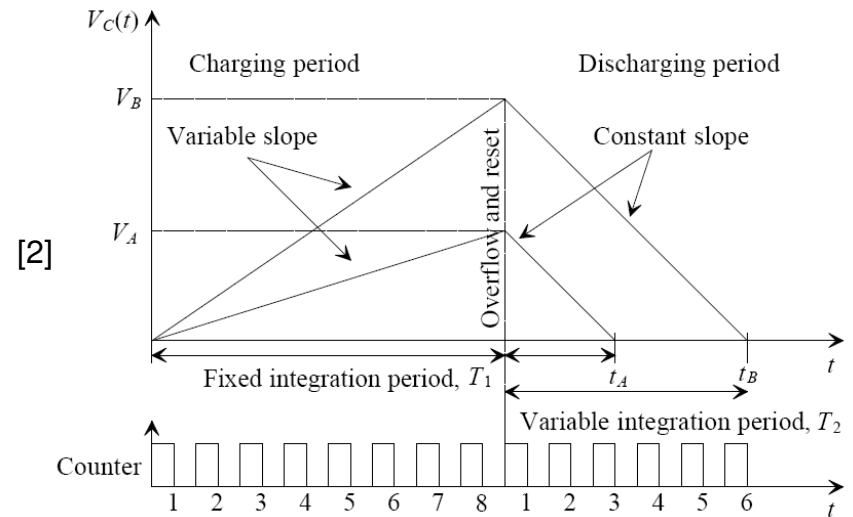 V_C(t)
Charging period
Discharging period
V_B
Variable slope
Constant slope
Overflow and reset
V_A
[2]
t_A
t_B
t
Fixed integration period, T_1
Variable integration period, T_2
Counter
1 2 3 4 5 6 7 8 1 2 3 4 5 6
t